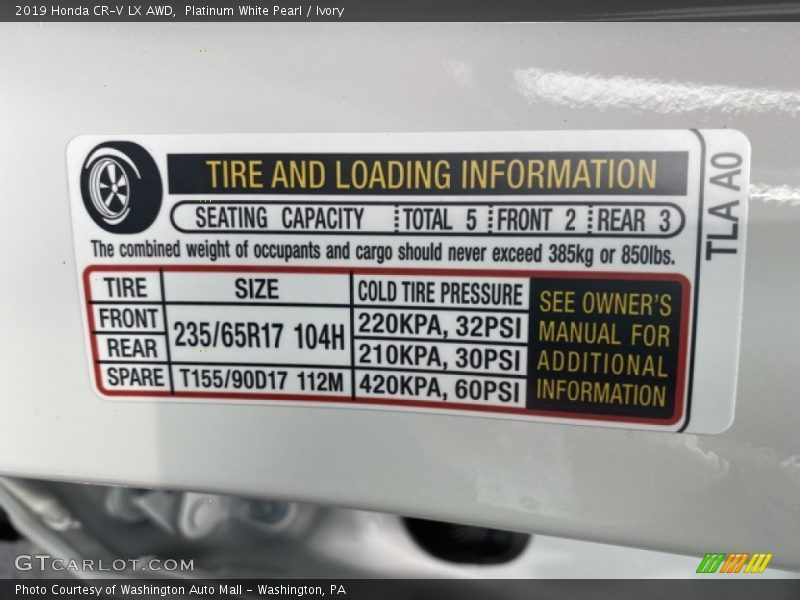 2019 Honda CR-V LX AWD, Platinum White Pearl / Ivory
TIRE AND LOADING INFORMATION
SEATING CAPACITY TOTAL 5 FRONT 2 REAR 3
The combined weight of occupants and cargo should never exceed 385kg or 850lbs.
TIRE SIZE COLD TIRE PRESSURE
FRONT 235/65R17 104H 220KPA, 32PSI
REAR 210KPA, 30PSI
SPARE T155/90D17 112M 420KPA, 60PSI
SEE OWNER'S
MANUAL FOR
ADDITIONAL
INFORMATION
TLA A0
GTCARLOT.COM
Photo Courtesy of Washington Auto Mall - Washington, PA